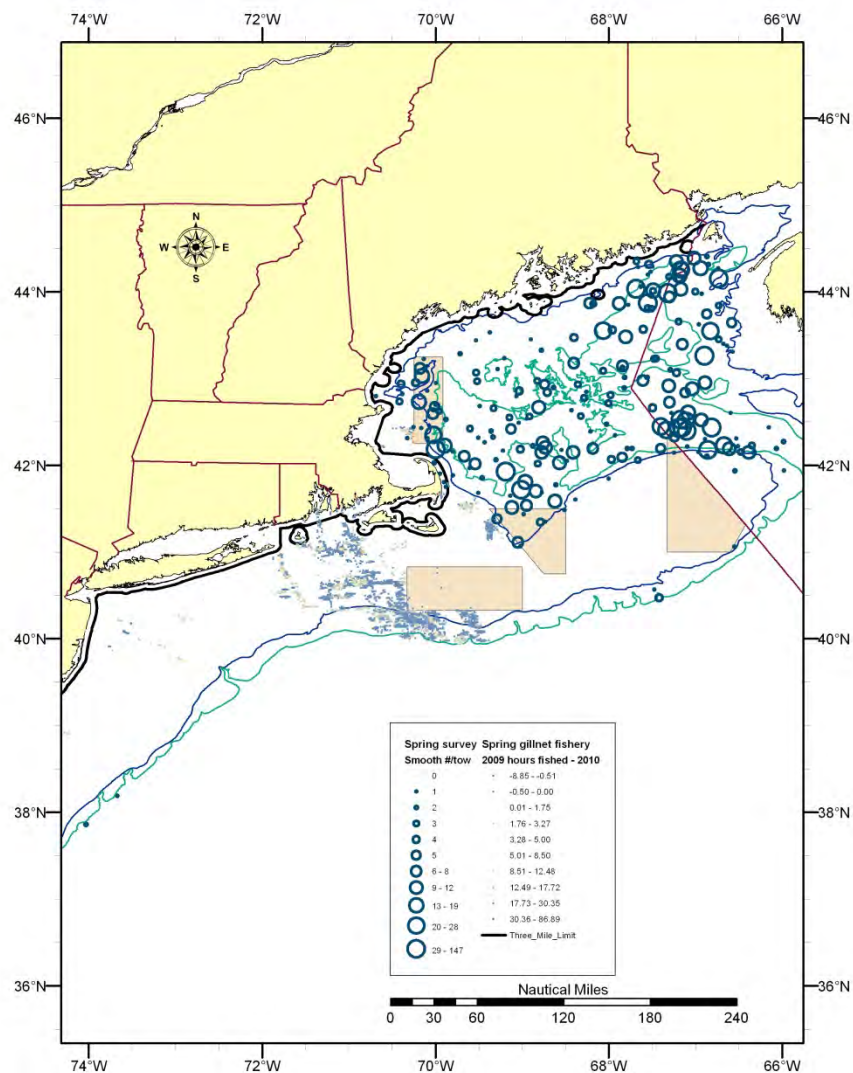 74°W 72°W 70°W 68°W 66°W
46°N 46°N
N
W E
S
44°N 44°N
42°N 42°N
40°N 40°N
38°N 38°N
36°N 36°N
Spring survey Spring gillnet fishery
Smooth #/tow 2009 hours fished - 2010
0 -8.85 - -0.51
1 -0.50 - 0.00
2 0.01 - 1.75
3 1.76 - 3.27
4 3.28 - 5.00
5 5.01 - 8.50
6 - 8 8.51 - 12.48
9 - 12 12.49 - 17.72
13 - 19 17.73 - 30.35
20 - 28 30.36 - 86.89
29 - 147 Three_Mile_Limit
Nautical Miles
0 15 30 60 120 180 240
74°W 72°W 70°W 68°W 66°W